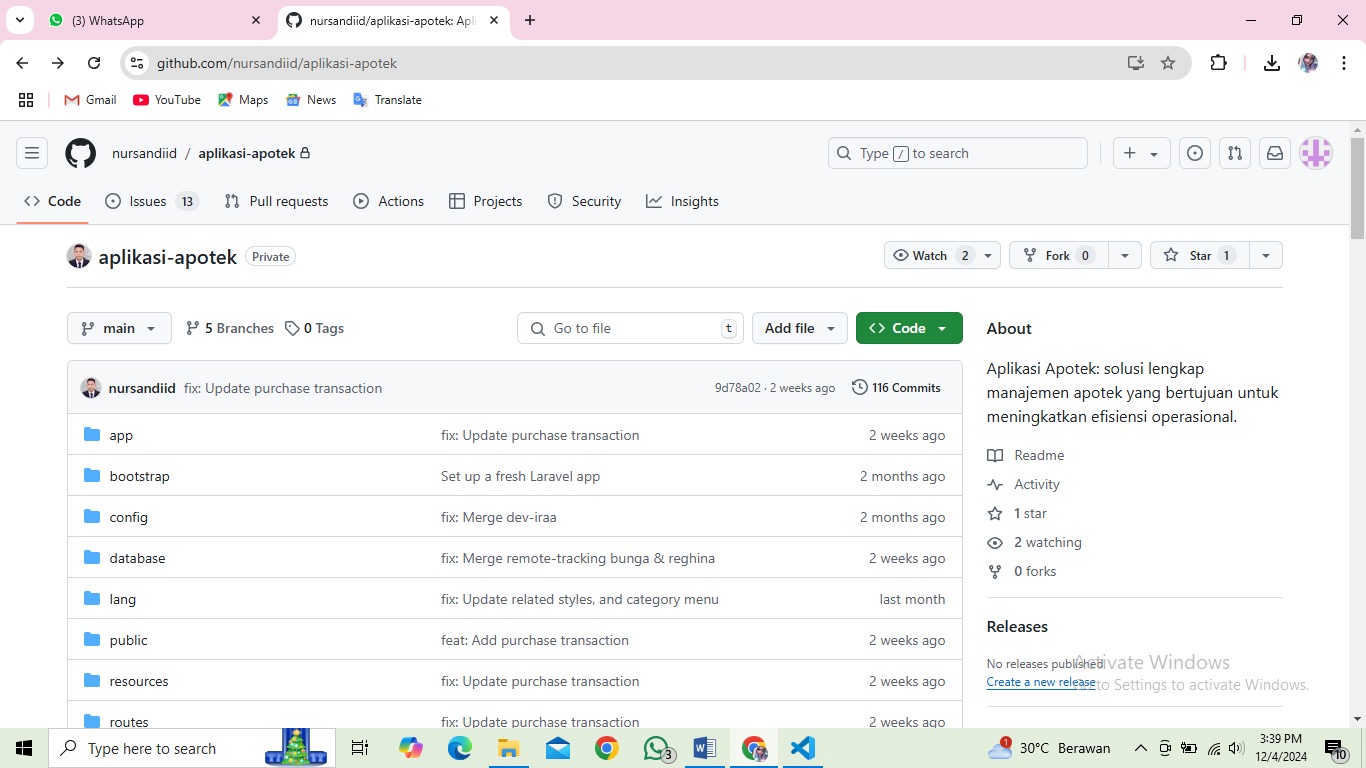 (3) WhatsApp
nursandiid/aplikasi-apotek: Apli
github.com/nursandiid/aplikasi-apotek
Gmail YouTube Maps News Translate
nursandiid / aplikasi-apotek
Type / to search
Code Issues 13 Pull requests Actions Projects Security Insights
aplikasi-apotek Private
Watch 2 Fork 0 Star 1
main 5 Branches 0 Tags
Go to file t Add file Code
nursandiid fix: Update purchase transaction 9d78a02 · 2 weeks ago 116 Commits
app fix: Update purchase transaction 2 weeks ago
bootstrap Set up a fresh Laravel app 2 months ago
config fix: Merge dev-iraa 2 months ago
database fix: Merge remote-tracking bunga & reghina 2 weeks ago
lang fix: Update related styles, and category menu last month
public feat: Add purchase transaction 2 weeks ago
resources fix: Update purchase transaction 2 weeks ago
routes fix: Update purchase transaction 2 weeks ago
About
Aplikasi Apotek: solusi lengkap
manajemen apotek yang bertujuan untuk
meningkatkan efisiensi operasional.
Readme
Activity
1 star
2 watching
0 forks
Releases
No releases published
Create a new release
Activate Windows
Go to Settings to activate Windows.
Type here to search
3
1
30°C Berawan
3:39 PM
12/4/2024
10